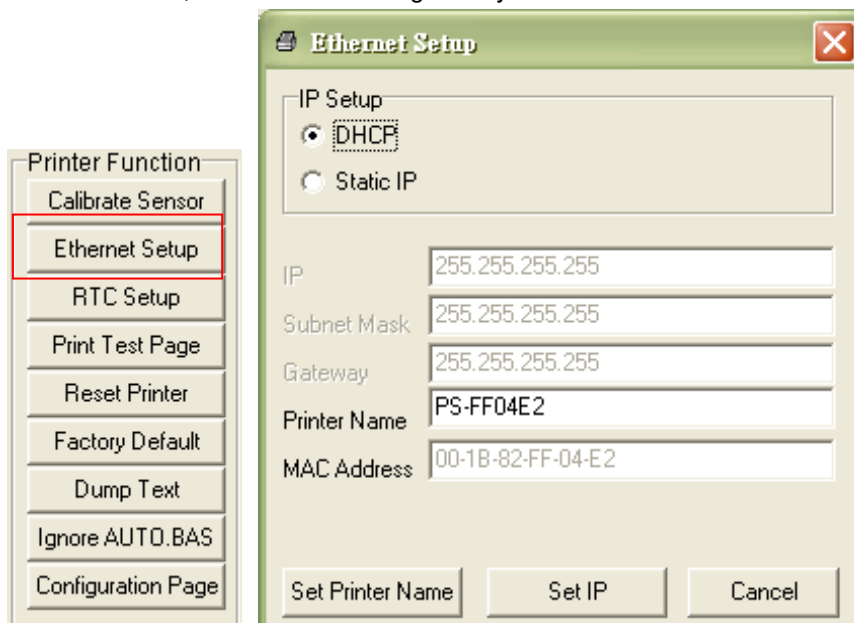 Ethernet Setup
IP Setup
DHCP
Static IP
Printer Function
Calibrate Sensor
Ethernet Setup
RTC Setup
Print Test Page
Reset Printer
Factory Default
Dump Text
Ignore AUTO.BAS
Configuration Page
IP 255.255.255.255
Subnet Mask 255.255.255.255
Gateway 255.255.255.255
Printer Name PS-FF04E2
MAC Address 00-1B-82-FF-04-E2
Set Printer Name Set IP Cancel